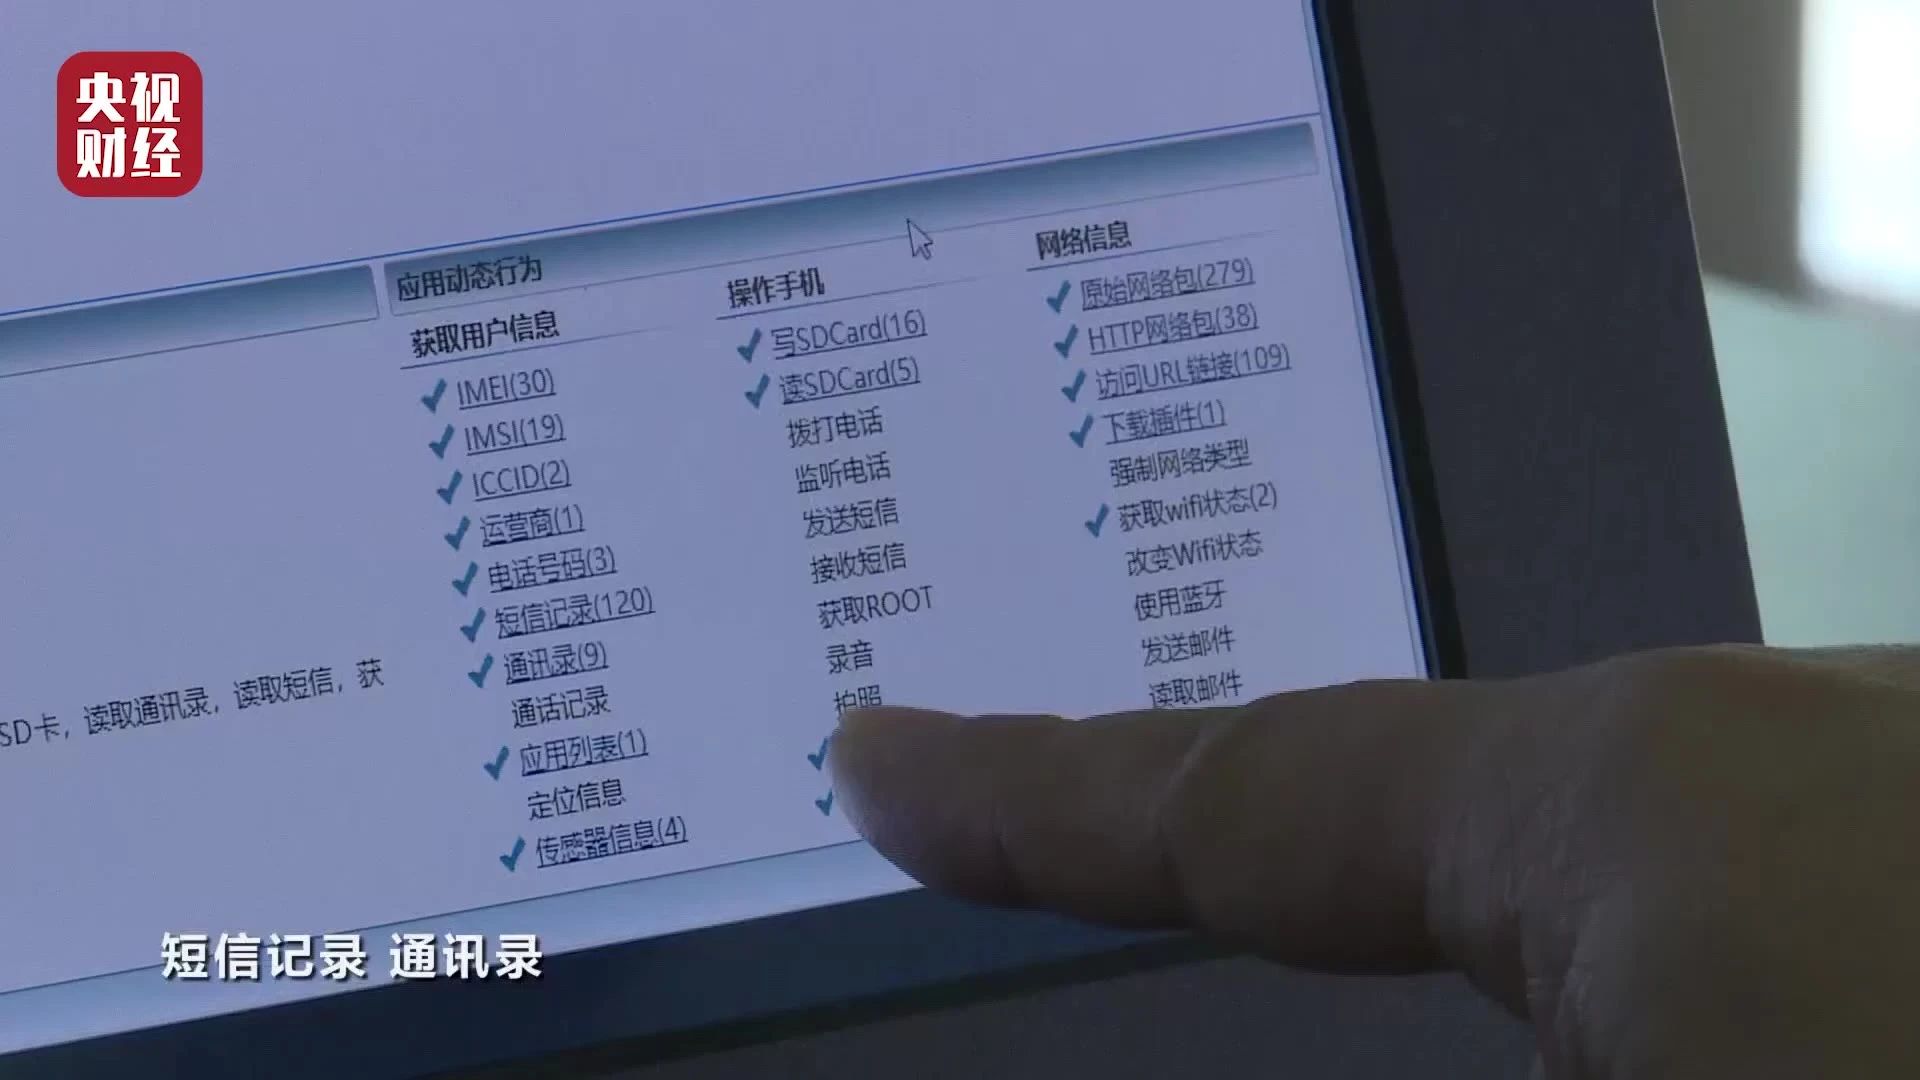 央视
财经
应用动态行为
获取用户信息
IMEI(30)
IMSI(19)
ICCID(2)
运营商(1)
电话号码(3)
短信记录(120)
通讯录(9)
通话记录
应用列表(1)
定位信息
传感器信息(4)
操作手机
写SDCard(16)
读SDCard(5)
拨打电话
监听电话
发送短信
接收短信
获取ROOT
录音
拍照
网络信息
原始网络包(279)
HTTP网络包(38)
访问URL链接(109)
下载插件(1)
强制网络类型
获取wifi状态(2)
改变Wifi状态
使用蓝牙
发送邮件
读取邮件
SD卡，读取通讯录，读取短信，获
短信记录 通讯录